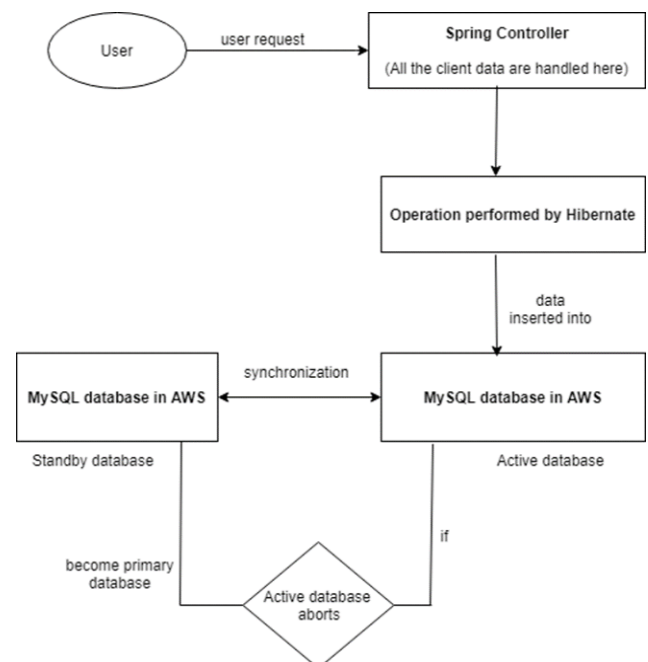 User
user request
Spring Controller
(All the client data are handled here)
Operation performed by Hibernate
data
inserted into
MySQL database in AWS
synchronization
MySQL database in AWS
Standby database
Active database
if
become primary
database
Active database
aborts